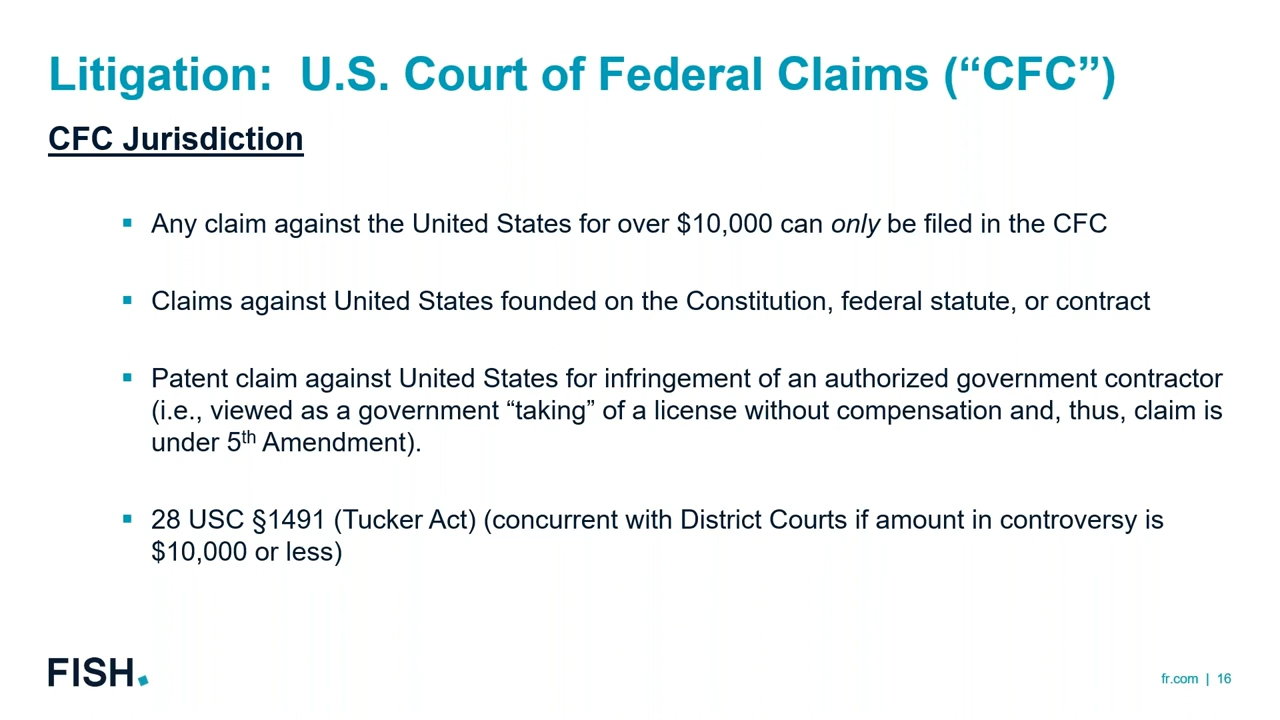 Litigation:  U.S. Court of Federal Claims (“CFC”)
CFC Jurisdiction
▪ Any claim against the United States for over $10,000 can only be filed in the CFC
▪ Claims against United States founded on the Constitution, federal statute, or contract
▪ Patent claim against United States for infringement of an authorized government contractor
(i.e., viewed as a government “taking” of a license without compensation and, thus, claim is
under 5th Amendment).
▪ 28 USC §1491 (Tucker Act) (concurrent with District Courts if amount in controversy is
$10,000 or less)
FISH.
fr.com | 16